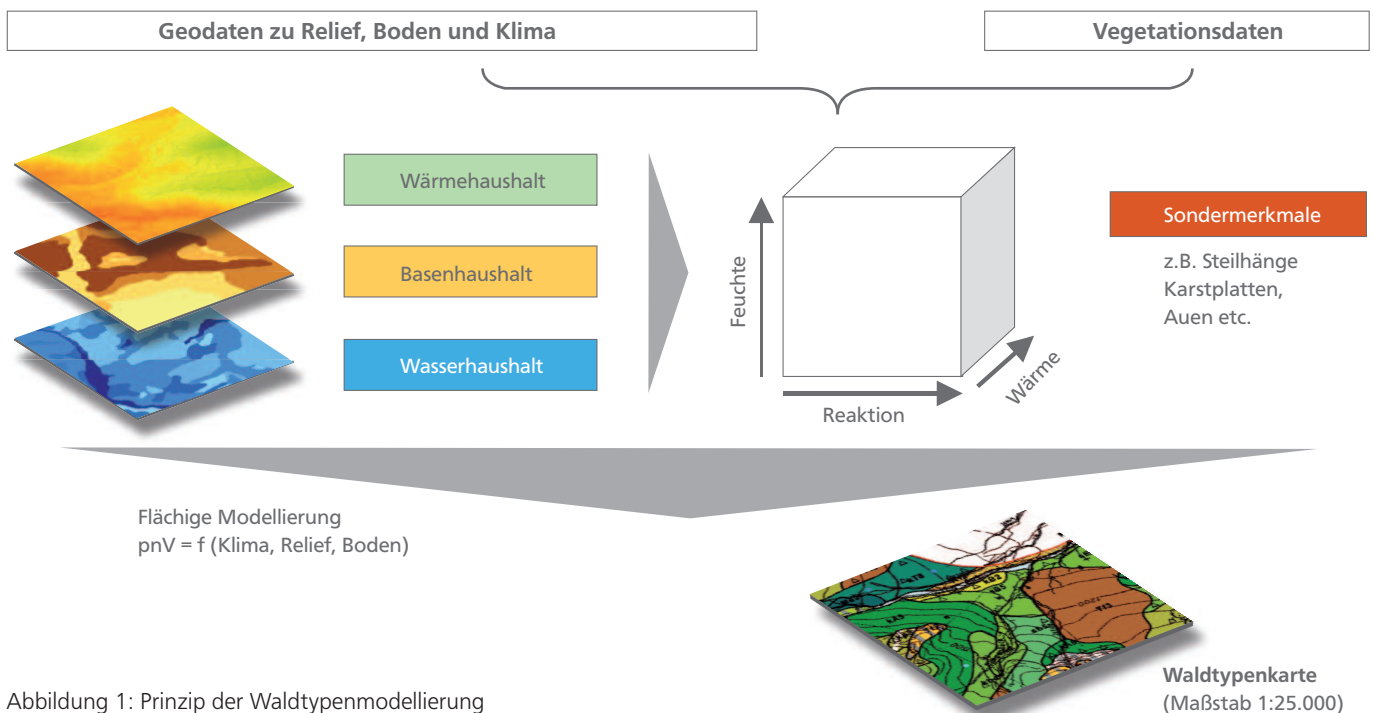 Geodaten zu Relief, Boden und Klima
Vegetationsdaten
Wärmehaushalt
Basenhaushalt
Wasserhaushalt
Feuchte
Reaktion
Wärme
Sondermerkmale
z.B. Steilhänge
Karstplatten,
Auen etc.
Flächige Modellierung
pnV = f (Klima, Relief, Boden)
Waldtypenkarte
(Maßstab 1:25.000)
Abbildung 1: Prinzip der Waldtypenmodellierung